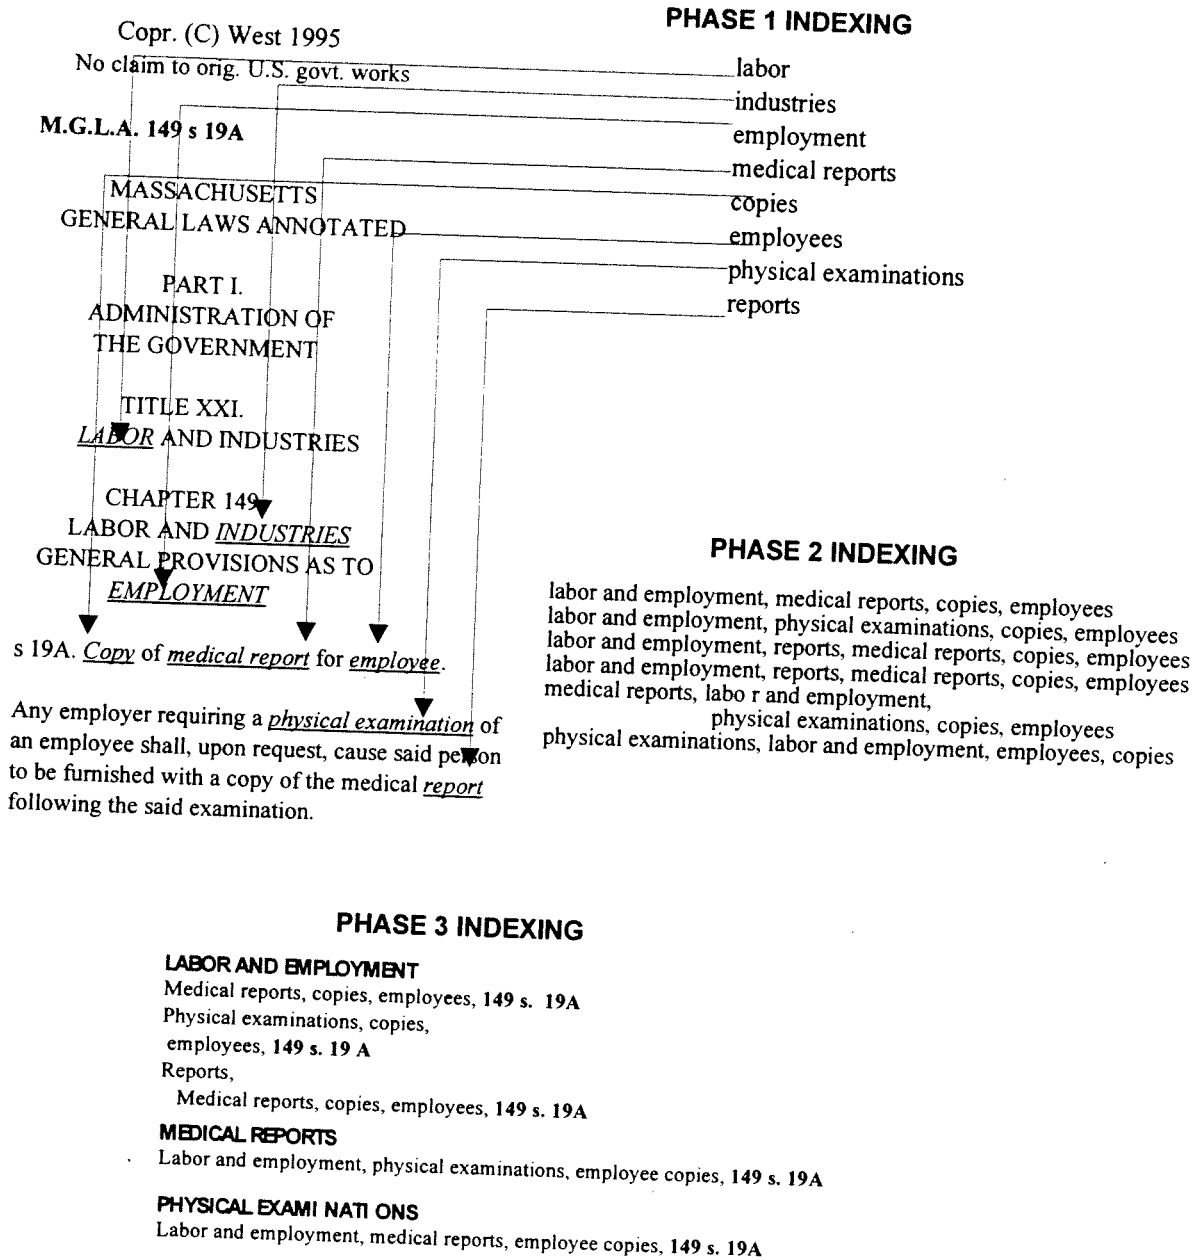 PHASE 1 INDEXING
Copr. (C) West 1995
No claim to orig. U.S. govt. works
M.G.L.A. 149 s 19A
MASSACHUSETTS
GENERAL LAWS ANNOTATED
PART I.
ADMINISTRATION OF
THE GOVERNMENT
TITLE XXI.
LABOR AND INDUSTRIES
CHAPTER 149
LABOR AND INDUSTRIES
GENERAL PROVISIONS AS TO
EMPLOYMENT
s 19A. Copy of medical report for employee.
Any employer requiring a physical examination of
an employee shall, upon request, cause said person
to be furnished with a copy of the medical report
following the said examination.
labor
industries
employment
medical reports
copies
employees
physical examinations
reports
PHASE 2 INDEXING
labor and employment, medical reports, copies, employees
labor and employment, physical examinations, copies, employees
labor and employment, reports, medical reports, copies, employees
labor and employment, reports, medical reports, copies, employees
medical reports, labo r and employment,
physical examinations, copies, employees
physical examinations, labor and employment, employees, copies
PHASE 3 INDEXING
LABOR AND EMPLOYMENT
Medical reports, copies, employees, 149 s. 19A
Physical examinations, copies,
employees, 149 s. 19 A
Reports,
Medical reports, copies, employees, 149 s. 19A
MEDICAL REPORTS
Labor and employment, physical examinations, employee copies, 149 s. 19A
PHYSICAL EXAMI NATI ONS
Labor and employment, medical reports, employee copies, 149 s. 19A